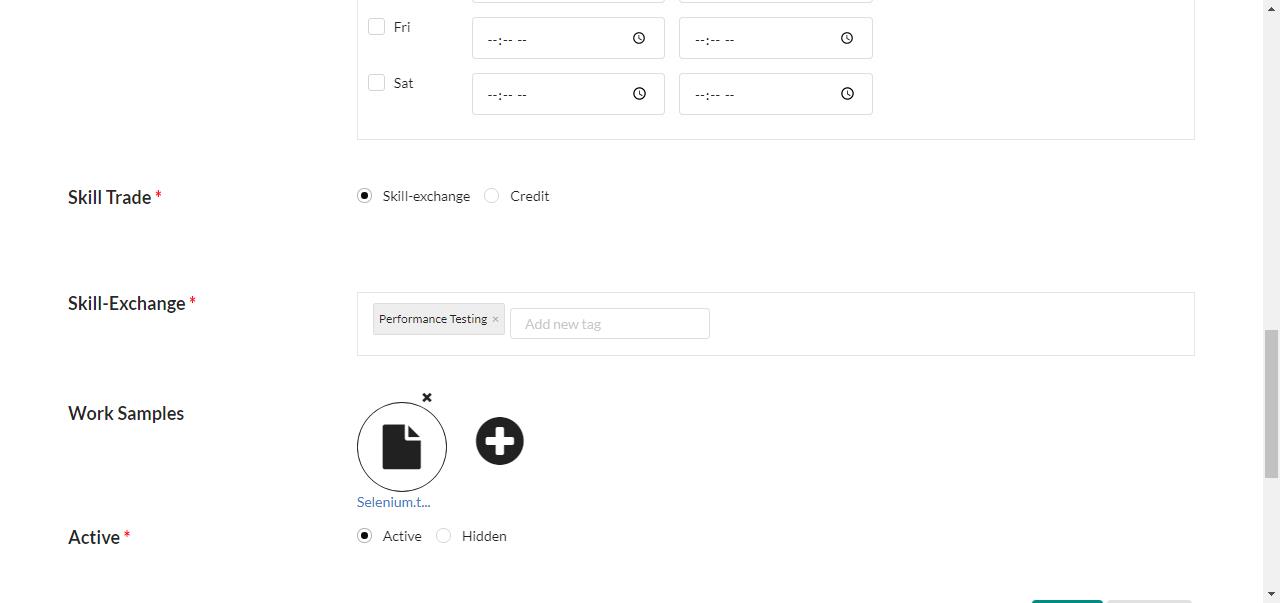 Fri --:-- -- --:-- --
Sat --:-- -- --:-- --
Skill Trade * Skill-exchange Credit
Skill-Exchange * Performance Testing × Add new tag
Work Samples
Selenium.t...
Active * Active Hidden